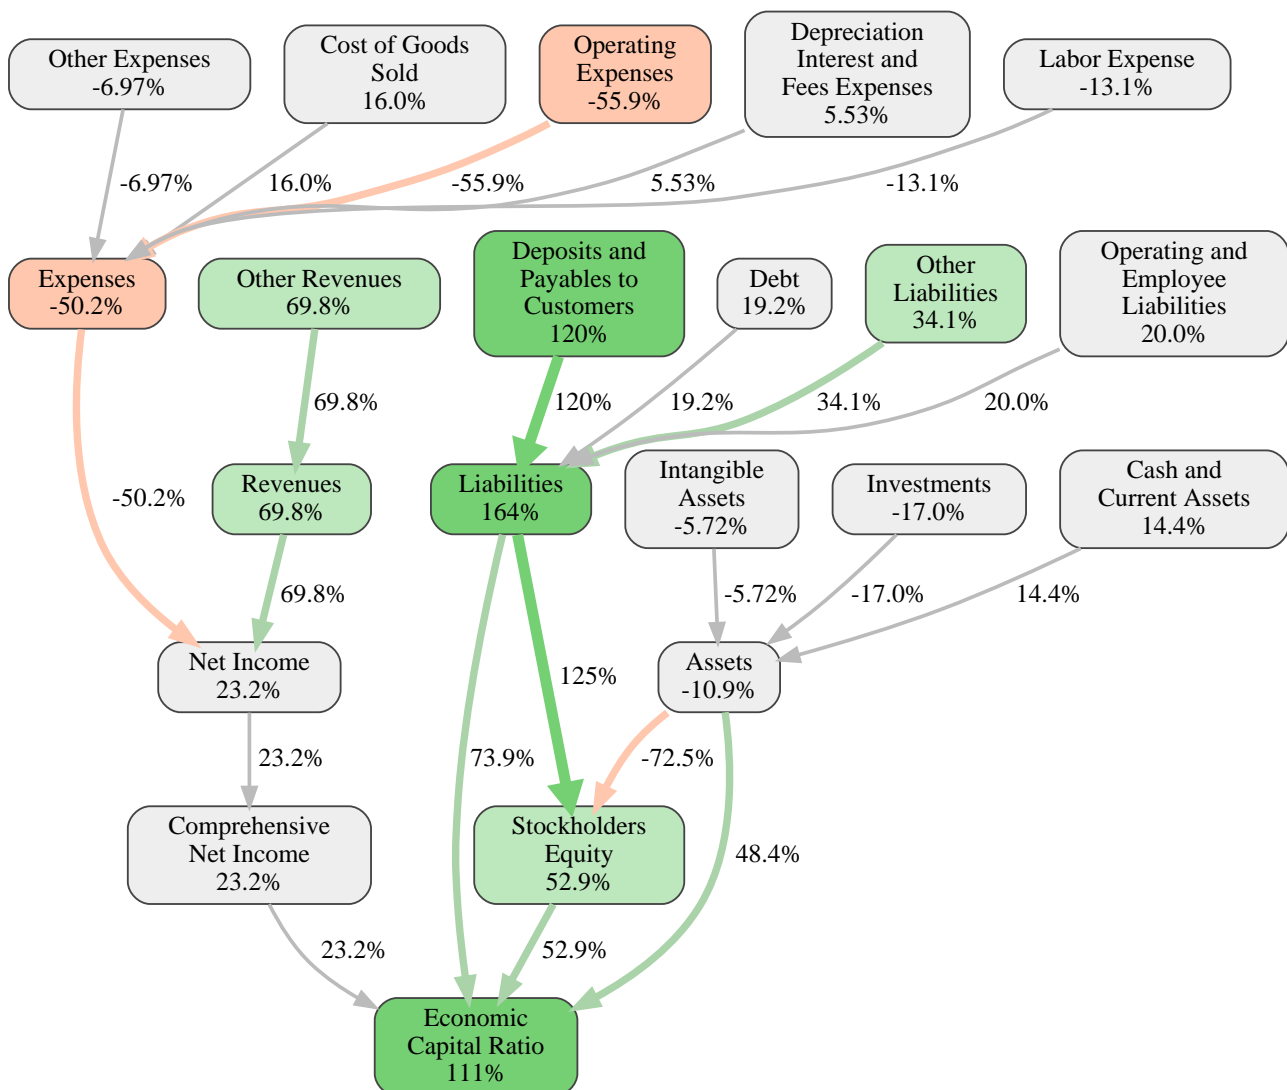 Other Expenses
-6.97%
Cost of Goods
Sold
16.0%
Operating
Expenses
-55.9%
Depreciation
Interest and
Fees Expenses
5.53%
Labor Expense
-13.1%
-6.97%
16.0%
-55.9%
5.53%
-13.1%
Expenses
-50.2%
Other Revenues
69.8%
Deposits and
Payables to
Customers
120%
Debt
19.2%
Other
Liabilities
34.1%
Operating and
Employee
Liabilities
20.0%
69.8%
120%
19.2%
34.1%
20.0%
-50.2%
Revenues
69.8%
Liabilities
164%
Intangible
Assets
-5.72%
Investments
-17.0%
Cash and
Current Assets
14.4%
69.8%
-5.72%
-17.0%
14.4%
Net Income
23.2%
125%
Assets
-10.9%
23.2%
73.9%
-72.5%
Comprehensive
Net Income
23.2%
Stockholders
Equity
52.9%
48.4%
23.2%
52.9%
Economic
Capital Ratio
111%